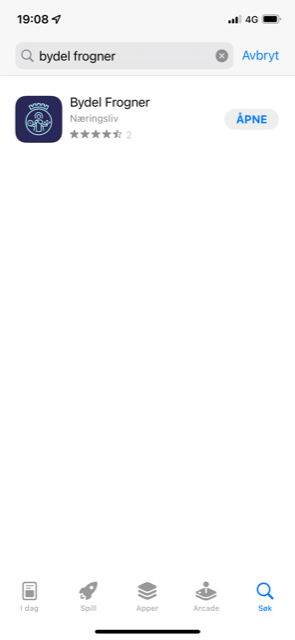 19:08
4G
bydel frogner
Avbryt
Bydel Frogner
Næringsliv
2
ÅPNE
I dag
Spill
Apper
Arcade
Søk